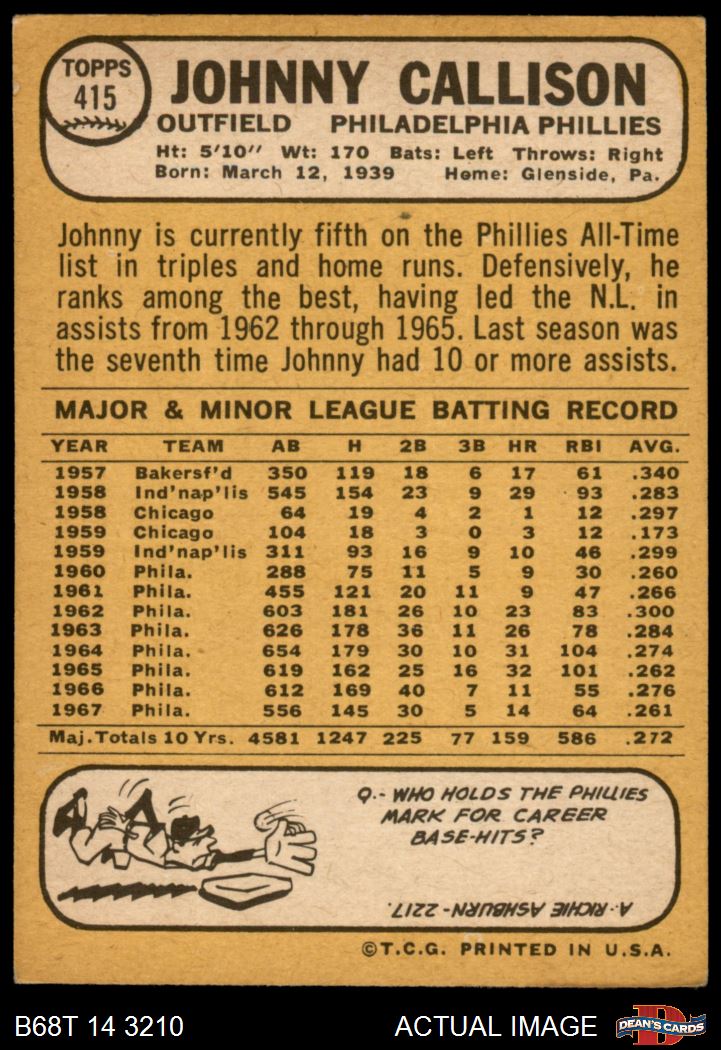 TOPPS
415
JOHNNY CALLISON
OUTFIELD PHILADELPHIA PHILLIES
Ht: 5'10" Wt: 170 Bats: Left Throws: Right
Born: March 12, 1939 Home: Glenside, Pa.
Johnny is currently fifth on the Phillies All-Time
list in triples and home runs. Defensively, he
ranks among the best, having led the N.L. in
assists from 1962 through 1965. Last season was
the seventh time Johnny had 10 or more assists.
MAJOR & MINOR LEAGUE BATTING RECORD
YEAR TEAM AB H 2B 3B HR RBI AVG.
1957 Bakersf'd 350 119 18 6 17 61 .340
1958 Ind'nap'lis 545 154 23 9 29 93 .283
1958 Chicago 64 19 4 2 1 12 .297
1959 Chicago 104 18 3 0 3 12 .173
1959 Ind'nap'lis 311 93 16 9 10 46 .299
1960 Phila. 288 75 11 5 9 30 .260
1961 Phila. 455 121 20 11 9 47 .266
1962 Phila. 603 181 26 10 23 83 .300
1963 Phila. 626 178 36 11 26 78 .284
1964 Phila. 654 179 30 10 31 104 .274
1965 Phila. 619 162 25 16 32 101 .262
1966 Phila. 612 169 40 7 11 55 .276
1967 Phila. 556 145 30 5 14 64 .261
Maj. Totals 10 Yrs. 4581 1247 225 77 159 586 .272
Q.- WHO HOLDS THE PHILLIES
MARK FOR CAREER
BASE-HITS?
A.- RICHIE ASHBURN - 2217.
©T.C.G. PRINTED IN U.S.A.
B68T 14 3210
ACTUAL IMAGE
D
DEAN'S CARDS
WWW.DEANSCARDS.COM